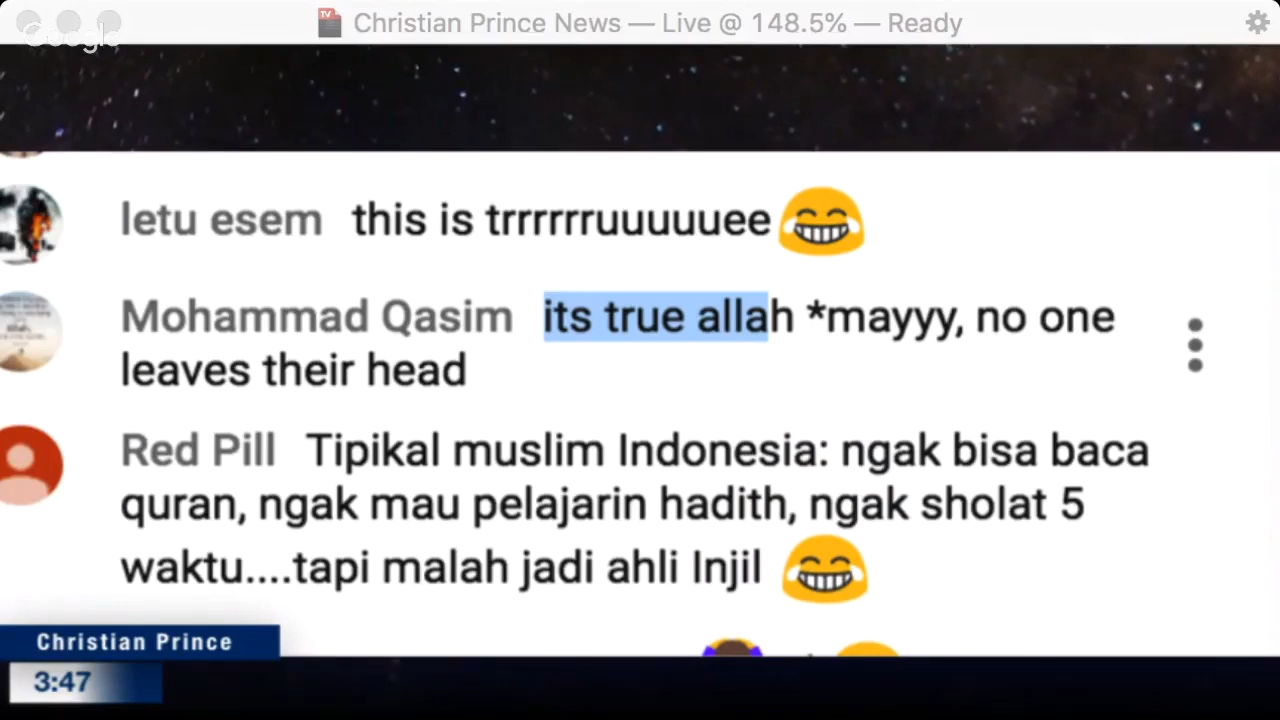 Christian Prince News — Live @ 148.5% — Ready
Google
letu esem this is trrrrrruuuuuuee
Mohammad Qasim its true allah *mayyy, no one
leaves their head
Red Pill Tipikal muslim Indonesia: ngak bisa baca
quran, ngak mau pelajarin hadith, ngak sholat 5
waktu....tapi malah jadi ahli Injil
Christian Prince
3:47